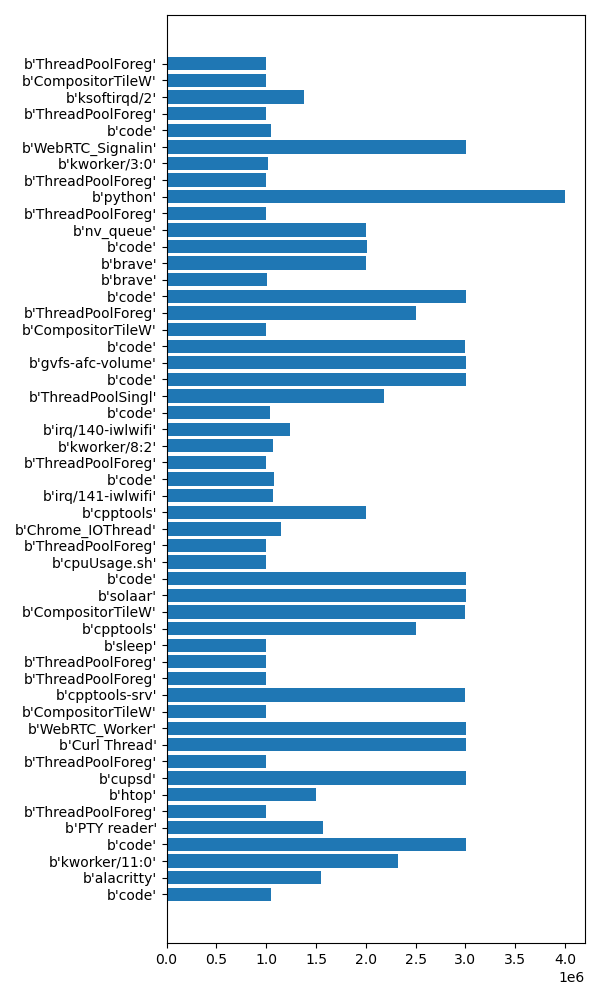 b'ThreadPoolForeg'
b'CompositorTileW'
b'ksoftirqd/2'
b'ThreadPoolForeg'
b'code'
b'WebRTC_Signalin'
b'kworker/3:0'
b'ThreadPoolForeg'
b'python'
b'ThreadPoolForeg'
b'nv_queue'
b'code'
b'brave'
b'brave'
b'code'
b'ThreadPoolForeg'
b'CompositorTileW'
b'code'
b'gvfs-afc-volume'
b'code'
b'ThreadPoolSingl'
b'code'
b'irq/140-iwlwifi'
b'kworker/8:2'
b'ThreadPoolForeg'
b'code'
b'irq/141-iwlwifi'
b'cpptools'
b'Chrome_IOThread'
b'ThreadPoolForeg'
b'cpuUsage.sh'
b'code'
b'solaar'
b'CompositorTileW'
b'cpptools'
b'sleep'
b'ThreadPoolForeg'
b'ThreadPoolForeg'
b'cpptools-srv'
b'CompositorTileW'
b'WebRTC_Worker'
b'Curl Thread'
b'ThreadPoolForeg'
b'cupsd'
b'htop'
b'ThreadPoolForeg'
b'PTY reader'
b'code'
b'kworker/11:0'
b'alacritty'
b'code'
0.0 0.5 1.0 1.5 2.0 2.5 3.0 3.5 4.0
1e6